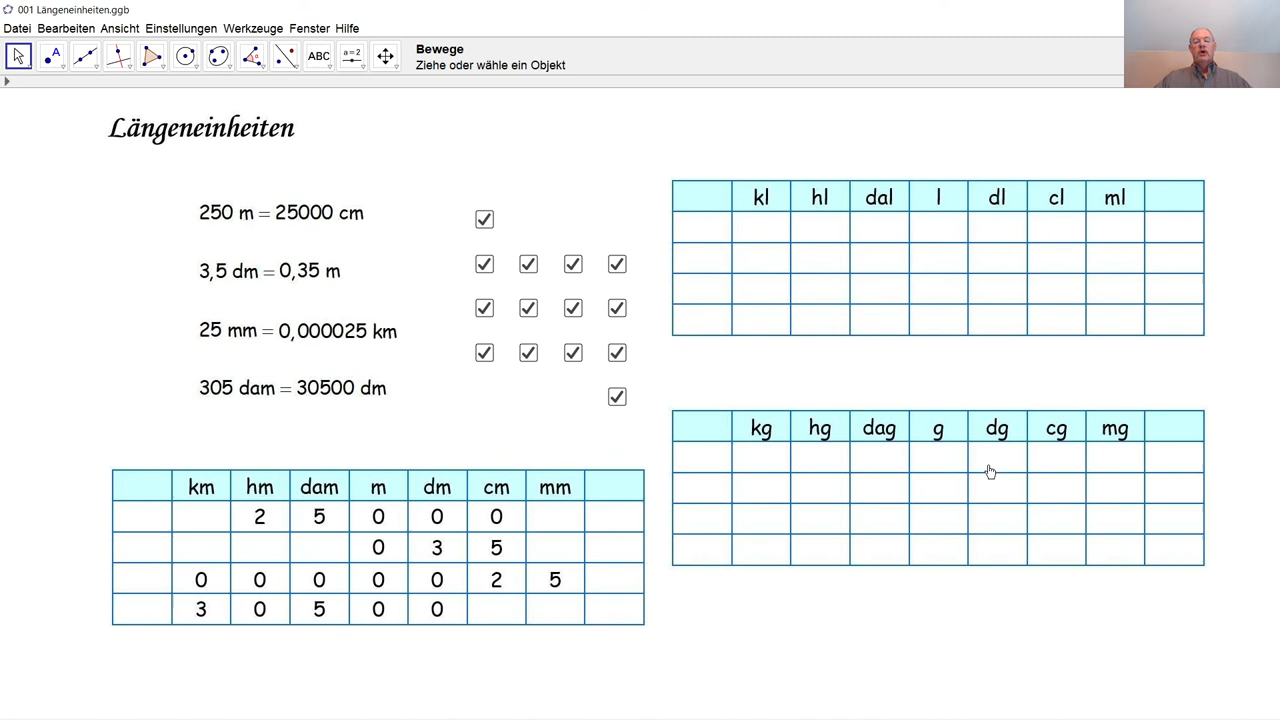 001 Längeneinheiten.ggb
Datei Bearbeiten Ansicht Einstellungen Werkzeuge Fenster Hilfe
A ABC a=2
Bewege
Ziehe oder wähle ein Objekt
Längeneinheiten
250 m = 25000 cm
3,5 dm = 0,35 m
25 mm = 0,000025 km
305 dam = 30500 dm
km hm dam m dm cm mm
2 5 0 0 0
0 3 5
0 0 0 0 0 2 5
3 0 5 0 0
kl hl dal l dl cl ml
kg hg dag g dg cg mg